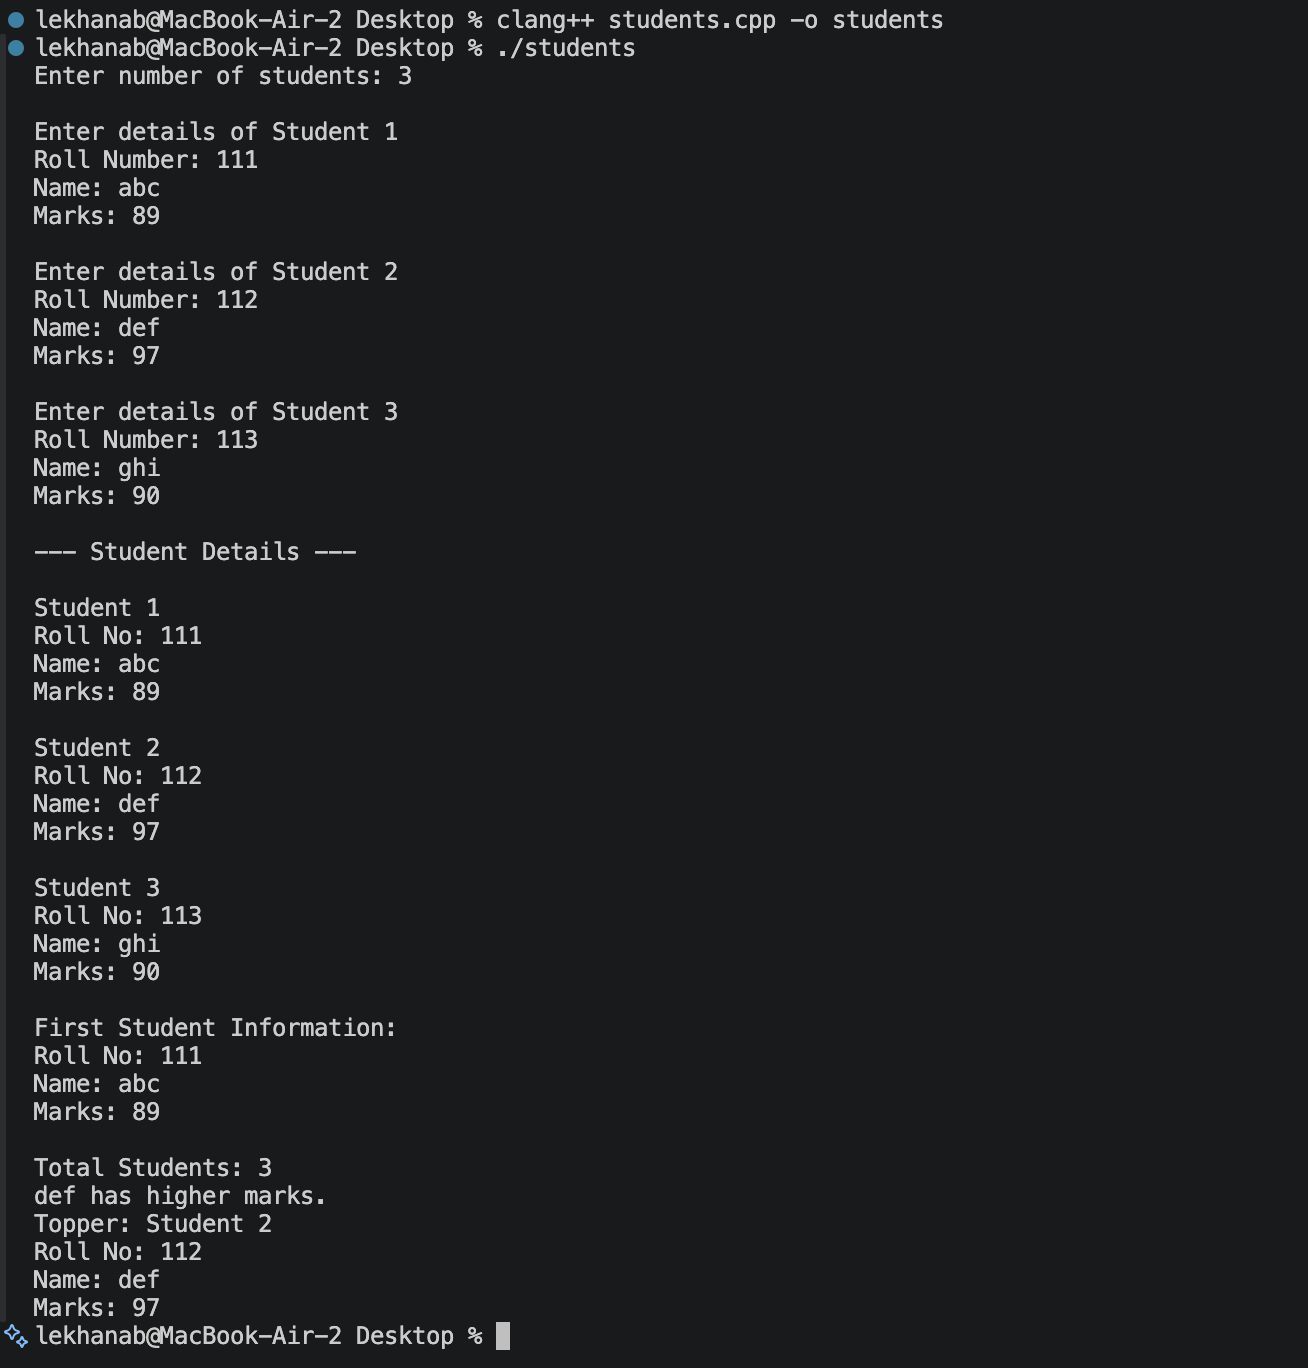 lekhanab@MacBook-Air-2 Desktop % clang++ students.cpp -o students
lekhanab@MacBook-Air-2 Desktop % ./students
Enter number of students: 3
Enter details of Student 1
Roll Number: 111
Name: abc
Marks: 89
Enter details of Student 2
Roll Number: 112
Name: def
Marks: 97
Enter details of Student 3
Roll Number: 113
Name: ghi
Marks: 90
--- Student Details ---
Student 1
Roll No: 111
Name: abc
Marks: 89
Student 2
Roll No: 112
Name: def
Marks: 97
Student 3
Roll No: 113
Name: ghi
Marks: 90
First Student Information:
Roll No: 111
Name: abc
Marks: 89
Total Students: 3
def has higher marks.
Topper: Student 2
Roll No: 112
Name: def
Marks: 97
lekhanab@MacBook-Air-2 Desktop %